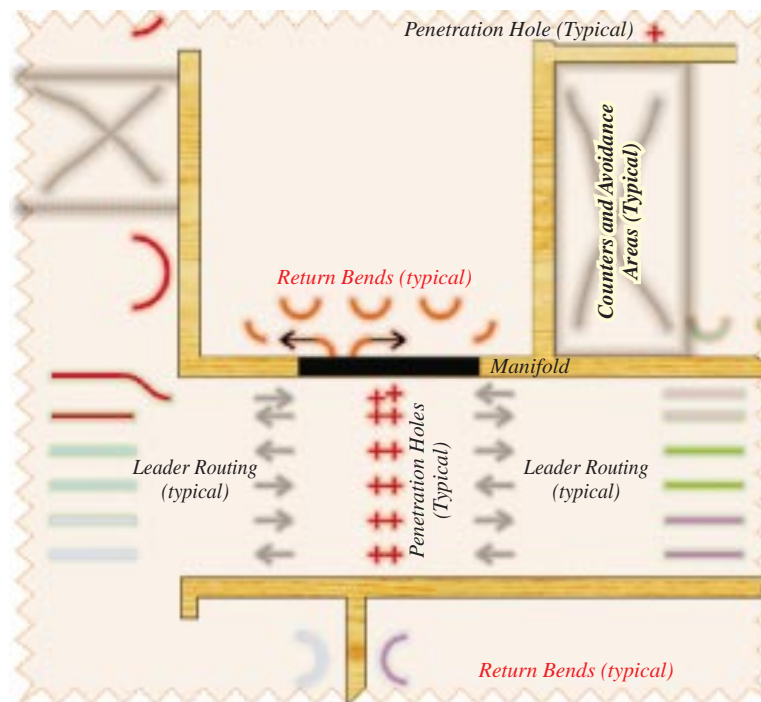 Penetration Hole (Typical)
Counters and Avoidance
Areas (Typical)
Return Bends (typical)
Manifold
Leader Routing
(typical)
Penetration Holes
(Typical)
Leader Routing
(typical)
Return Bends (typical)